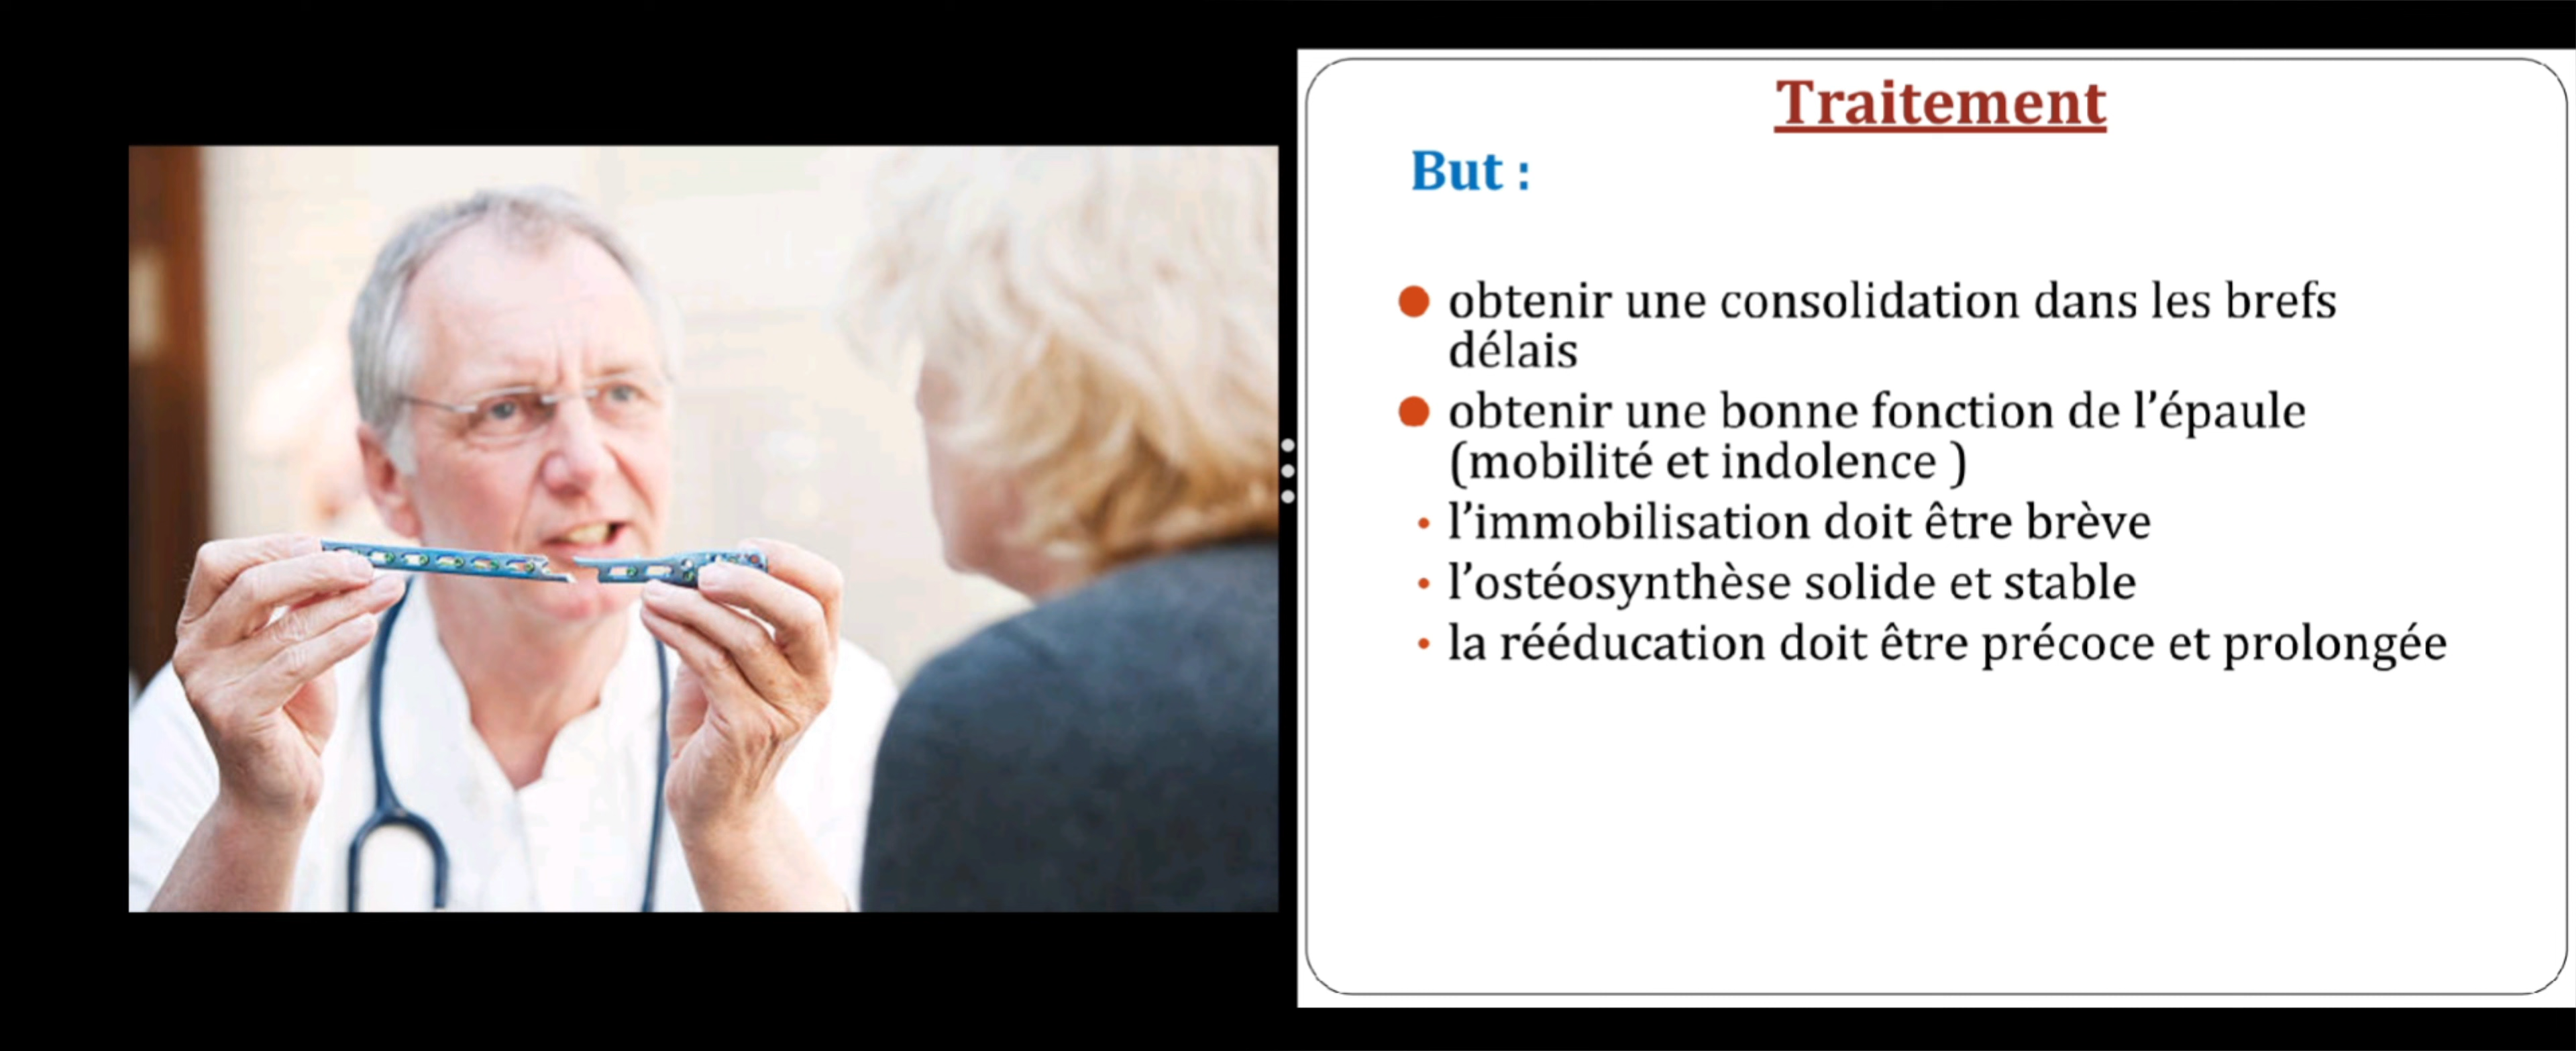 Traitement
But :
obtenir une consolidation dans les brefs
délais
obtenir une bonne fonction de l'épaule
(mobilité et indolence )
l'immobilisation doit être brève
l'ostéosynthèse solide et stable
la rééducation doit être précoce et prolongée